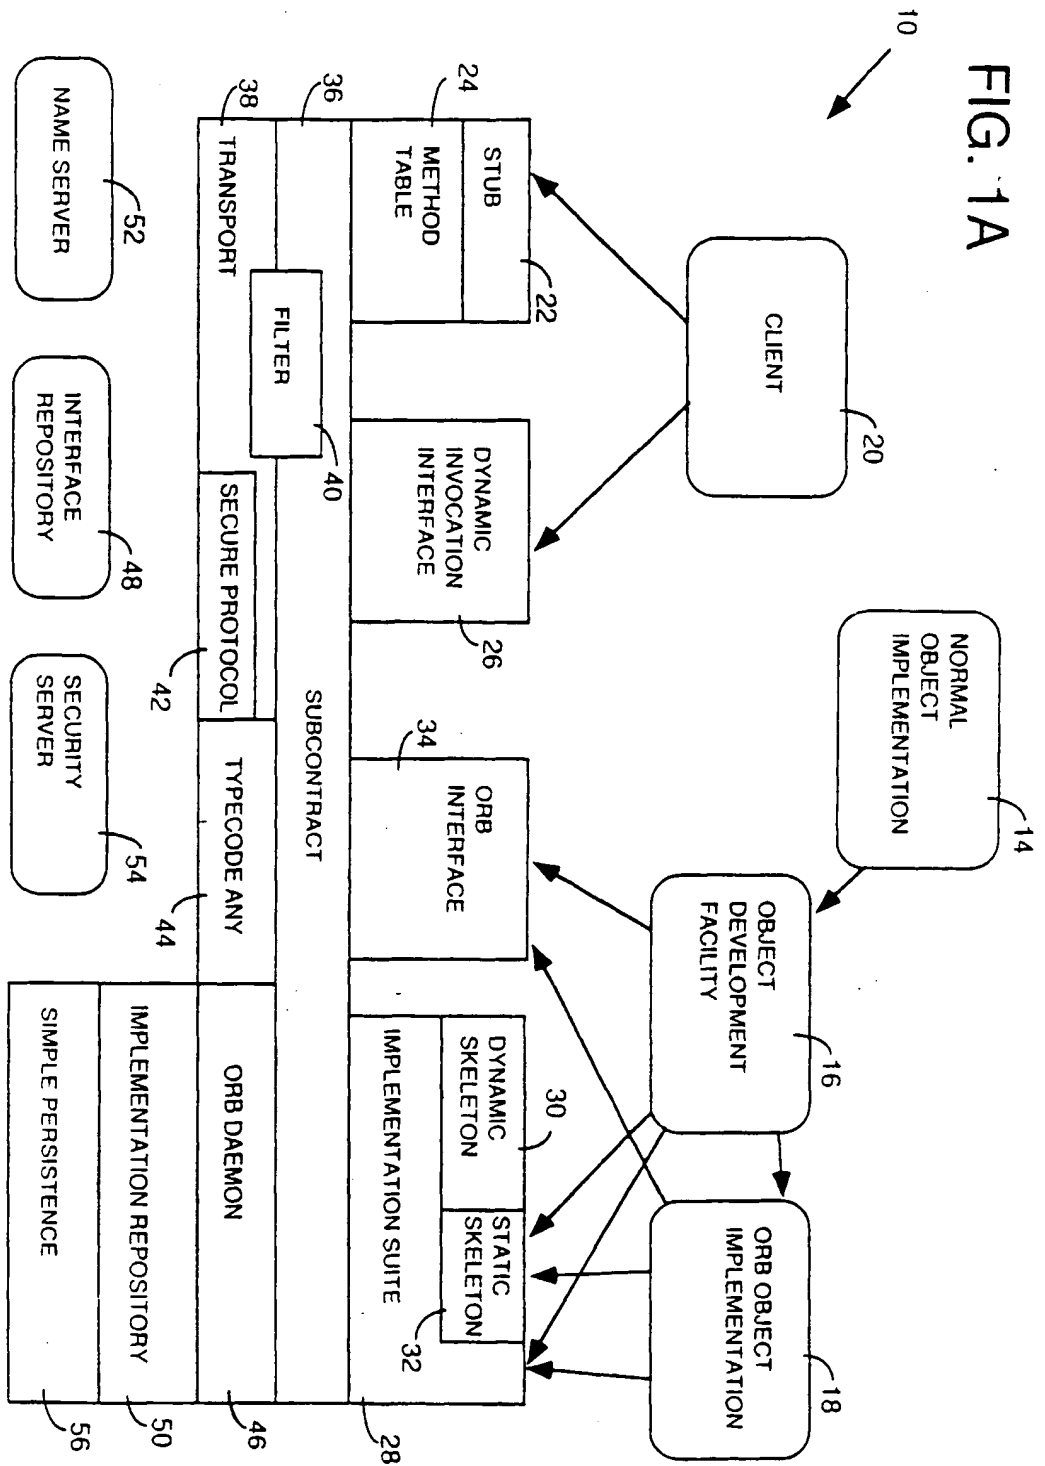 FIG. 1A
10
CLIENT
20
NORMAL
OBJECT
IMPLEMENTATION
14
OBJECT
DEVELOPMENT
FACILITY
16
ORB OBJECT
IMPLEMENTATION
18
STUB
22
METHOD
TABLE
24
DYNAMIC
INVOCATION
INTERFACE
26
ORB
INTERFACE
34
DYNAMIC
SKELETON
30
STATIC
SKELETON
32
IMPLEMENTATION SUITE
28
36
SUBCONTRACT
FILTER
40
38
TRANSPORT
SECURE PROTOCOL
42
TYPECODE ANY
44
ORB DAEMON
46
IMPLEMENTATION REPOSITORY
50
SIMPLE PERSISTENCE
56
NAME SERVER
52
INTERFACE
REPOSITORY
48
SECURITY
SERVER
54